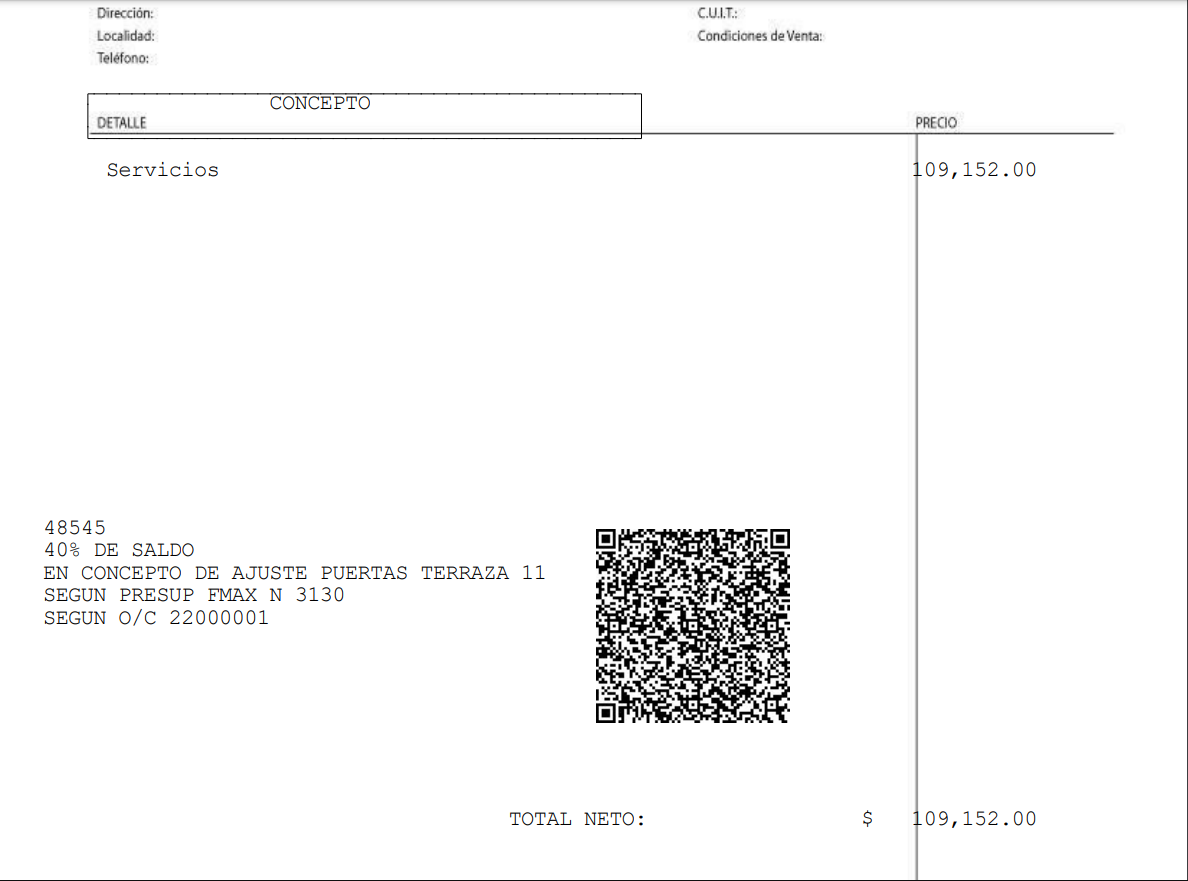 Dirección: C.U.I.T.:
Localidad: Condiciones de Venta:
Teléfono:
CONCEPTO
DETALLE PRECIO
Servicios 109,152.00
48545
40% DE SALDO
EN CONCEPTO DE AJUSTE PUERTAS TERRAZA 11
SEGUN PRESUP FMAX N 3130
SEGUN O/C 22000001
TOTAL NETO: $ 109,152.00